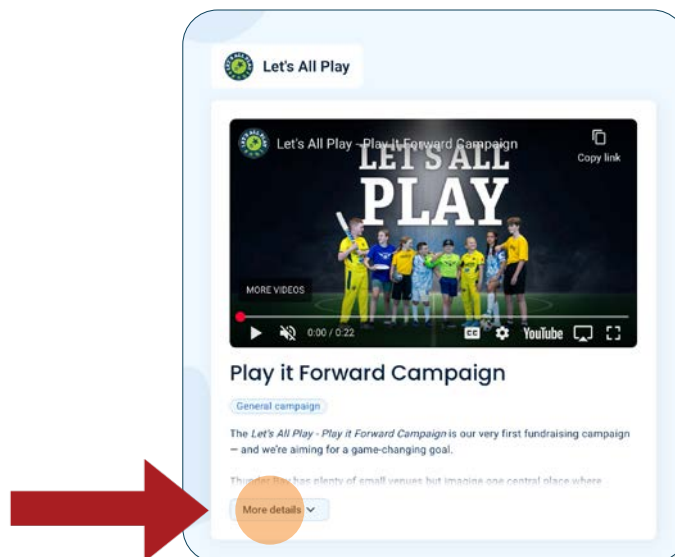 Let's All Play
Let's All Play - Play It Forward Campaign
Copy link
LET'S ALL
PLAY
MORE VIDEOS
0:00 / 0:22
CC
YouTube
Play it Forward Campaign
General campaign
The Let's All Play - Play it Forward Campaign is our very first fundraising campaign
– and we're aiming for a game-changing goal.
Thunder Bay has plenty of small venues but imagine one central place where
More details